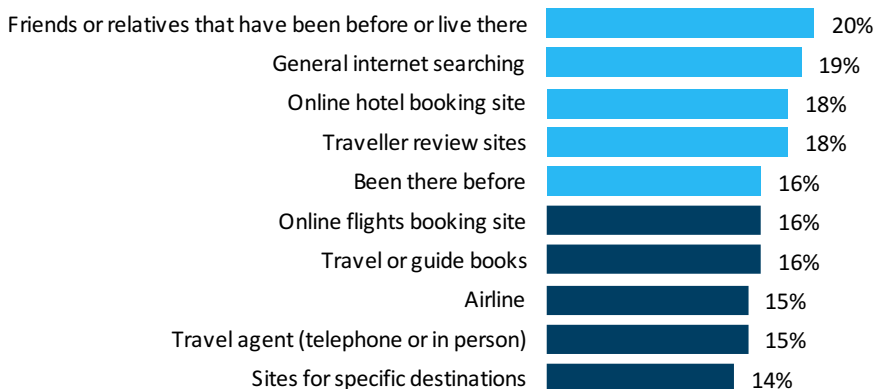 Friends or relatives that have been before or live there 20%
General internet searching 19%
Online hotel booking site 18%
Traveller review sites 18%
Been there before 16%
Online flights booking site 16%
Travel or guide books 16%
Airline 15%
Travel agent (telephone or in person) 15%
Sites for specific destinations 14%